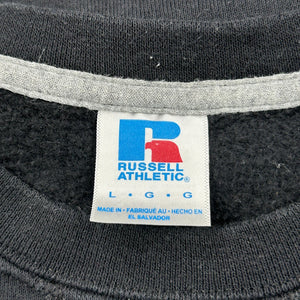 R
RUSSELL
ATHLETIC®
L • G • G
MADE IN • FABRIQUÉ AU • HECHO EN
EL SALVADOR